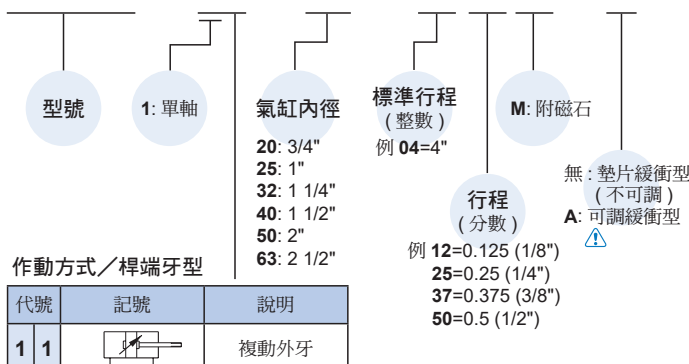 型號
1: 單軸
氣缸內徑
20: 3/4"
25: 1"
32: 1 1/4"
40: 1 1/2"
50: 2"
63: 2 1/2"
標準行程
( 整數 )
例 04=4"
行程
( 分數 )
例 12=0.125 (1/8")
25=0.25 (1/4")
37=0.375 (3/8")
50=0.5 (1/2")
M: 附磁石
無 : 墊片緩衝型
( 不可調 )
A: 可調緩衝型
作動方式／桿端牙型
代號 記號 說明
1 1 複動外牙